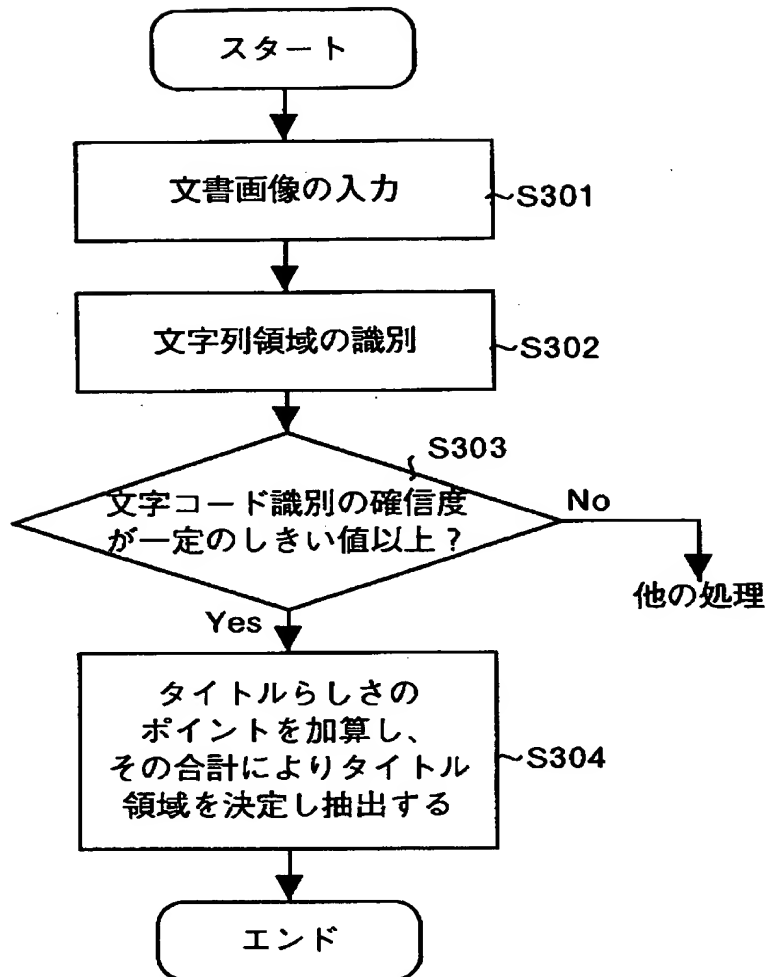 スタート
文書画像の入力
~S301
文字列領域の識別
~S302
S303
文字コード識別の確信度
が一定のしきい値以上?
No
他の処理
Yes
タイトルらしさの
ポイントを加算し、
その合計によりタイトル
領域を決定し抽出する
~S304
エンド